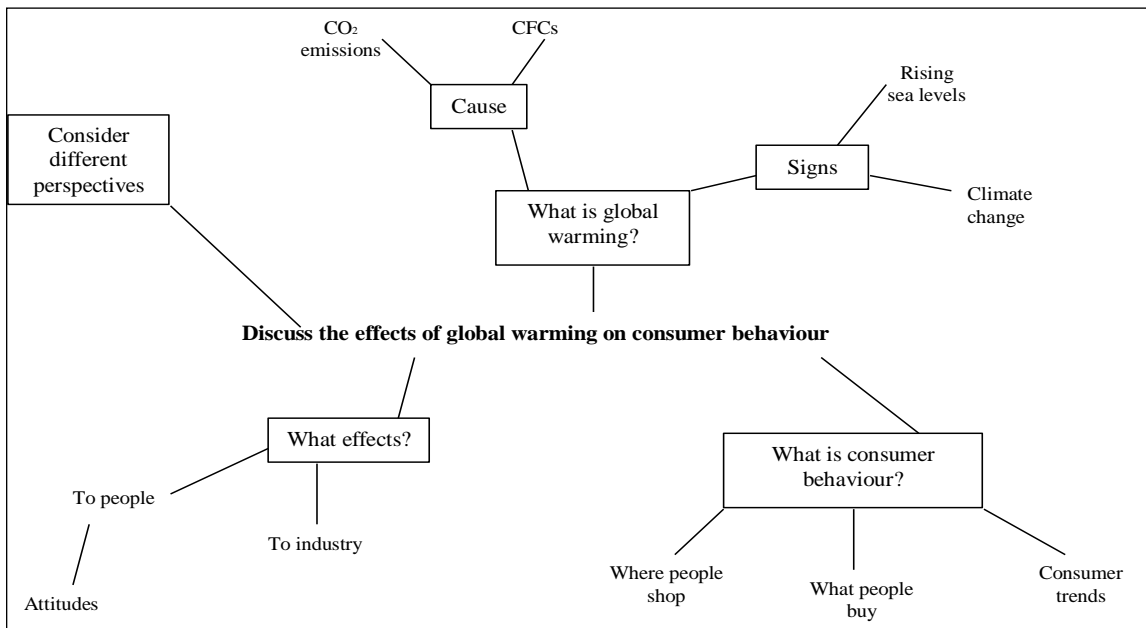 CO₂
emissions
CFCs
Cause
Rising
sea levels
Consider
different
perspectives
Signs
Climate
change
What is global
warming?
Discuss the effects of global warming on consumer behaviour
What effects?
What is consumer
behaviour?
To people
To industry
Attitudes
Where people
shop
What people
buy
Consumer
trends